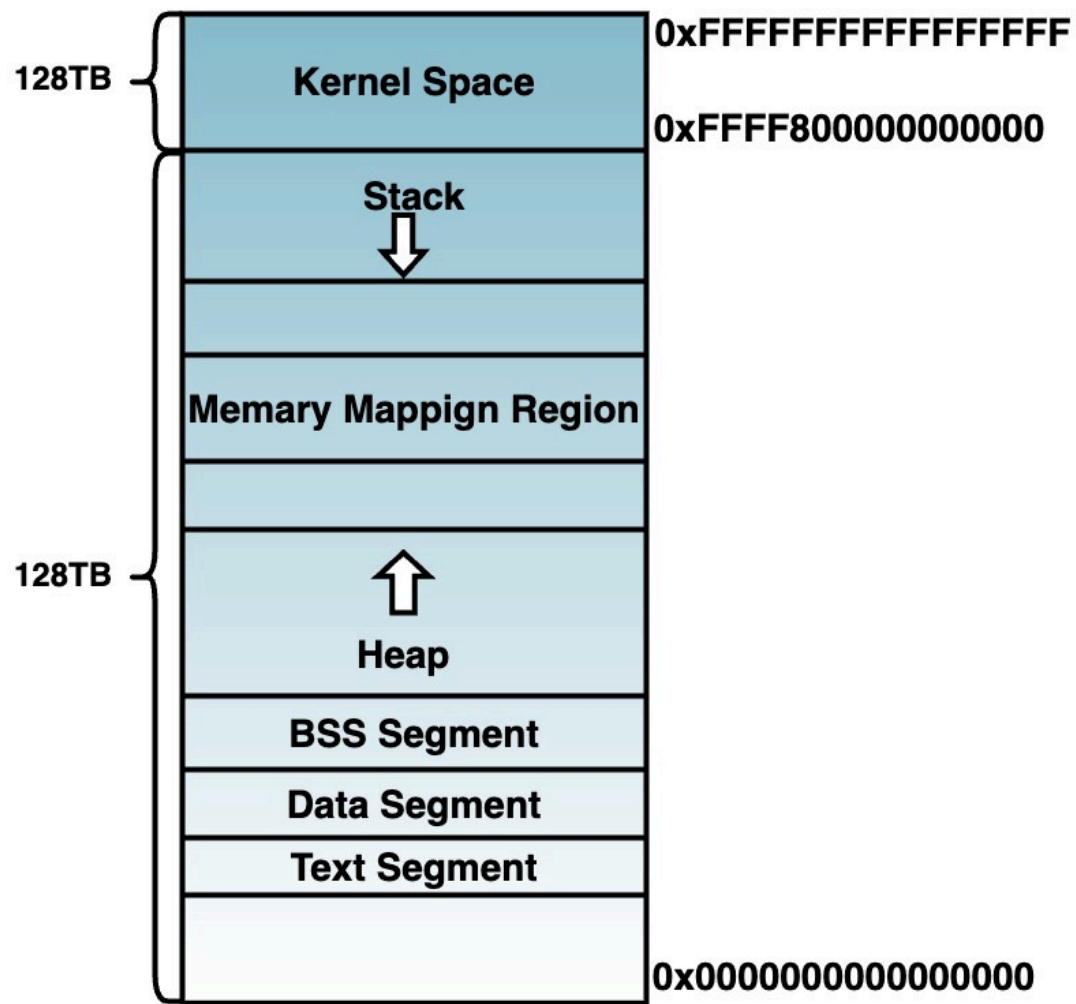 0xFFFFFFFFFFFFFFFF
128TB
Kernel Space
0xFFFF800000000000
Stack
Memary Mappign Region
128TB
Heap
BSS Segment
Data Segment
Text Segment
0x0000000000000000